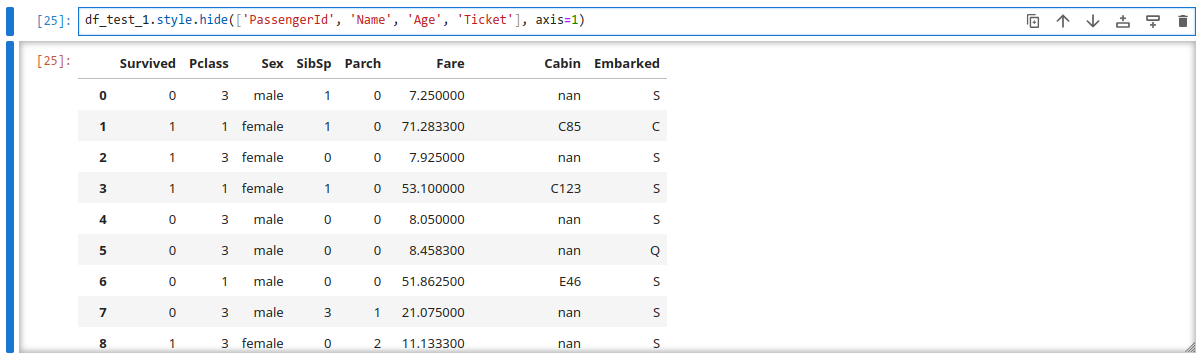 [25]: df_test_1.style.hide(['PassengerId', 'Name', 'Age', 'Ticket'], axis=1)
[25]: Survived Pclass Sex SibSp Parch Fare Cabin Embarked
0 0 3 male 1 0 7.250000 nan S
1 1 1 female 1 0 71.283300 C85 C
2 1 3 female 0 0 7.925000 nan S
3 1 1 female 1 0 53.100000 C123 S
4 0 3 male 0 0 8.050000 nan S
5 0 3 male 0 0 8.458300 nan Q
6 0 1 male 0 0 51.862500 E46 S
7 0 3 male 3 1 21.075000 nan S
8 1 3 female 0 2 11.133300 nan S